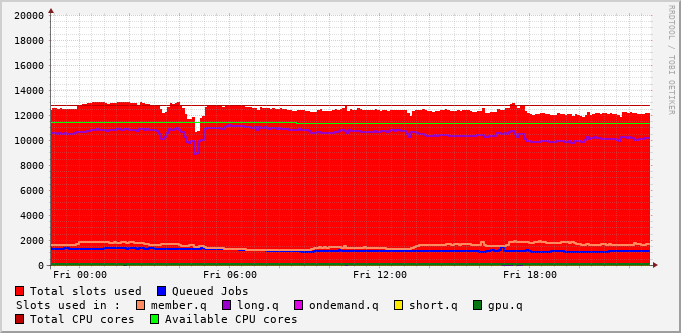 RRDTOOL / TOBI OETIKER
20000
18000
16000
14000
12000
10000
8000
6000
4000
2000
0
Fri 00:00 Fri 06:00 Fri 12:00 Fri 18:00
Total slots used Queued Jobs
Slots used in : member.q long.q ondemand.q short.q gpu.q
Total CPU cores Available CPU cores